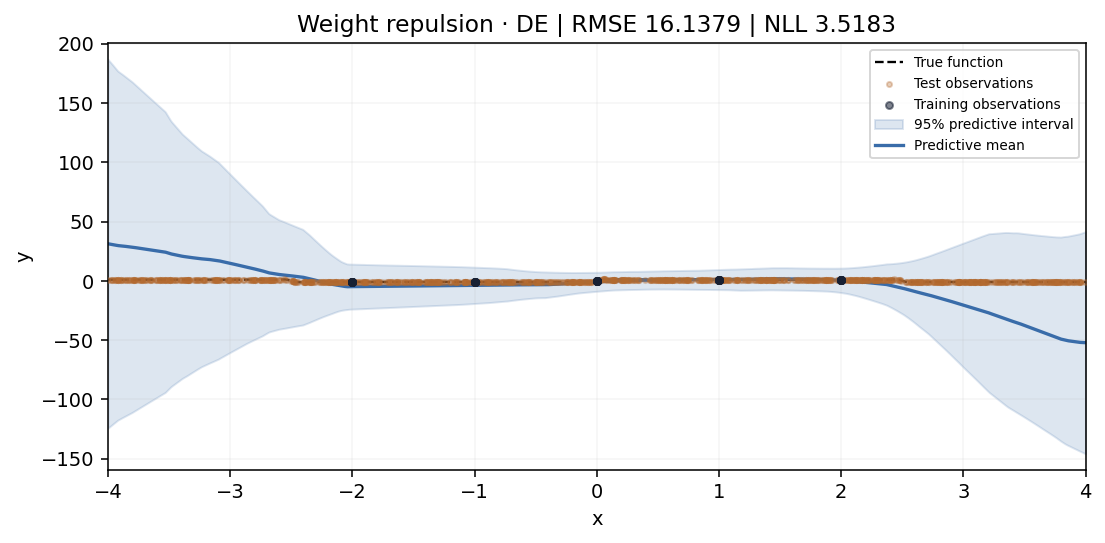 Weight repulsion · DE | RMSE 16.1379 | NLL 3.5183
True function
Test observations
Training observations
95% predictive interval
Predictive mean
y
200
150
100
50
0
−50
−100
−150
−4
−3
−2
−1
0
1
2
3
4
x